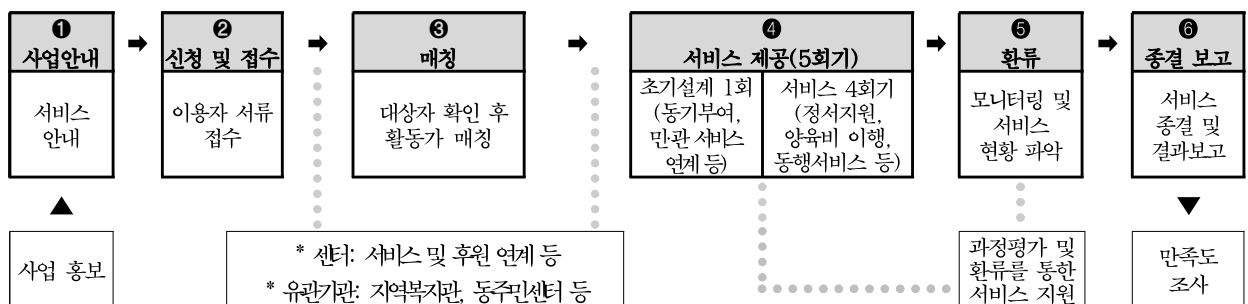 ❶
사업안내
서비스
안내
➡
❷
신청 및 접수
이용자 서류
접수
➡
❸
매칭
대상자 확인 후
활동가 매칭
➡
❹
서비스 제공(5회기)
초기설계 1회
(동기부여,
민·관 서비스
연계 등)
서비스 4회기
(정서지원,
양육비 이행,
동행서비스 등)
➡
❺
환류
모니터링 및
서비스
현황 파악
➡
❻
종결 보고
서비스
종결 및
결과보고
▲
사업 홍보
* 센터: 서비스 및 후원 연계 등
* 유관기관: 지역복지관, 동주민센터 등
과정평가 및
환류를 통한
서비스 지원
▼
만족도
조사